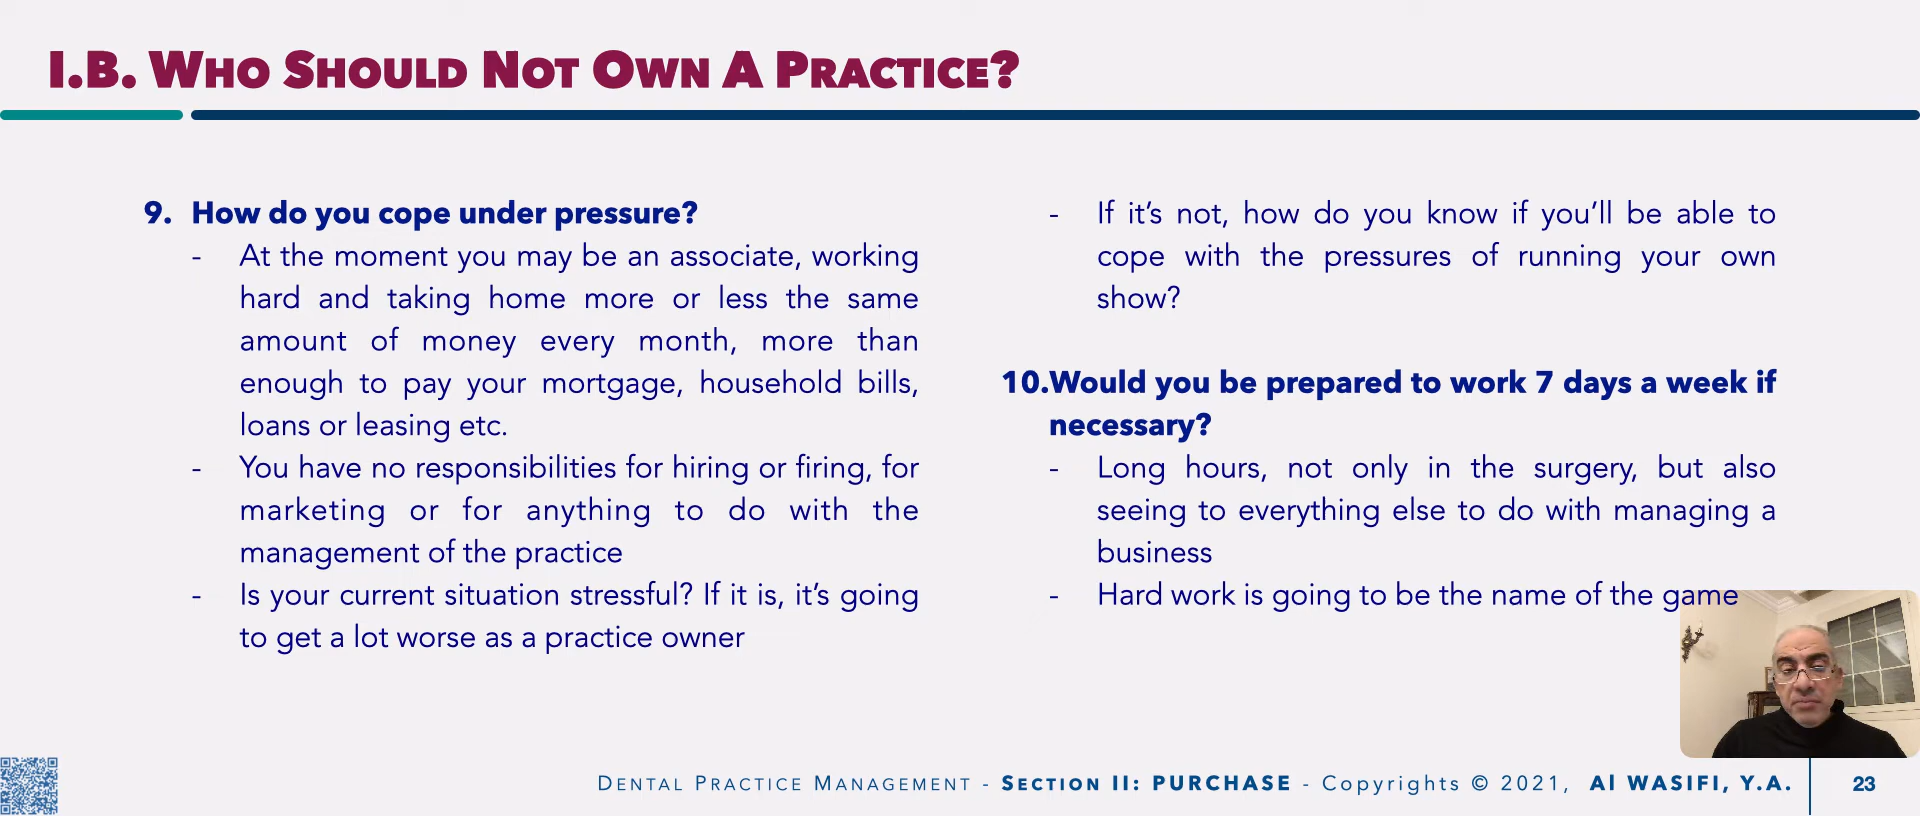 I.B. WHO SHOULD NOT OWN A PRACTICE?
9. How do you cope under pressure?
- At the moment you may be an associate, working
hard and taking home more or less the same
amount of money every month, more than
enough to pay your mortgage, household bills,
loans or leasing etc.
- You have no responsibilities for hiring or firing, for
marketing or for anything to do with the
management of the practice
- Is your current situation stressful? If it is, it’s going
to get a lot worse as a practice owner
- If it’s not, how do you know if you’ll be able to
cope with the pressures of running your own
show?
10.Would you be prepared to work 7 days a week if
necessary?
- Long hours, not only in the surgery, but also
seeing to everything else to do with managing a
business
- Hard work is going to be the name of the game
DENTAL PRACTICE MANAGEMENT - SECTION II: PURCHASE - Copyrights © 2021, Al WASIFI, Y.A.
23